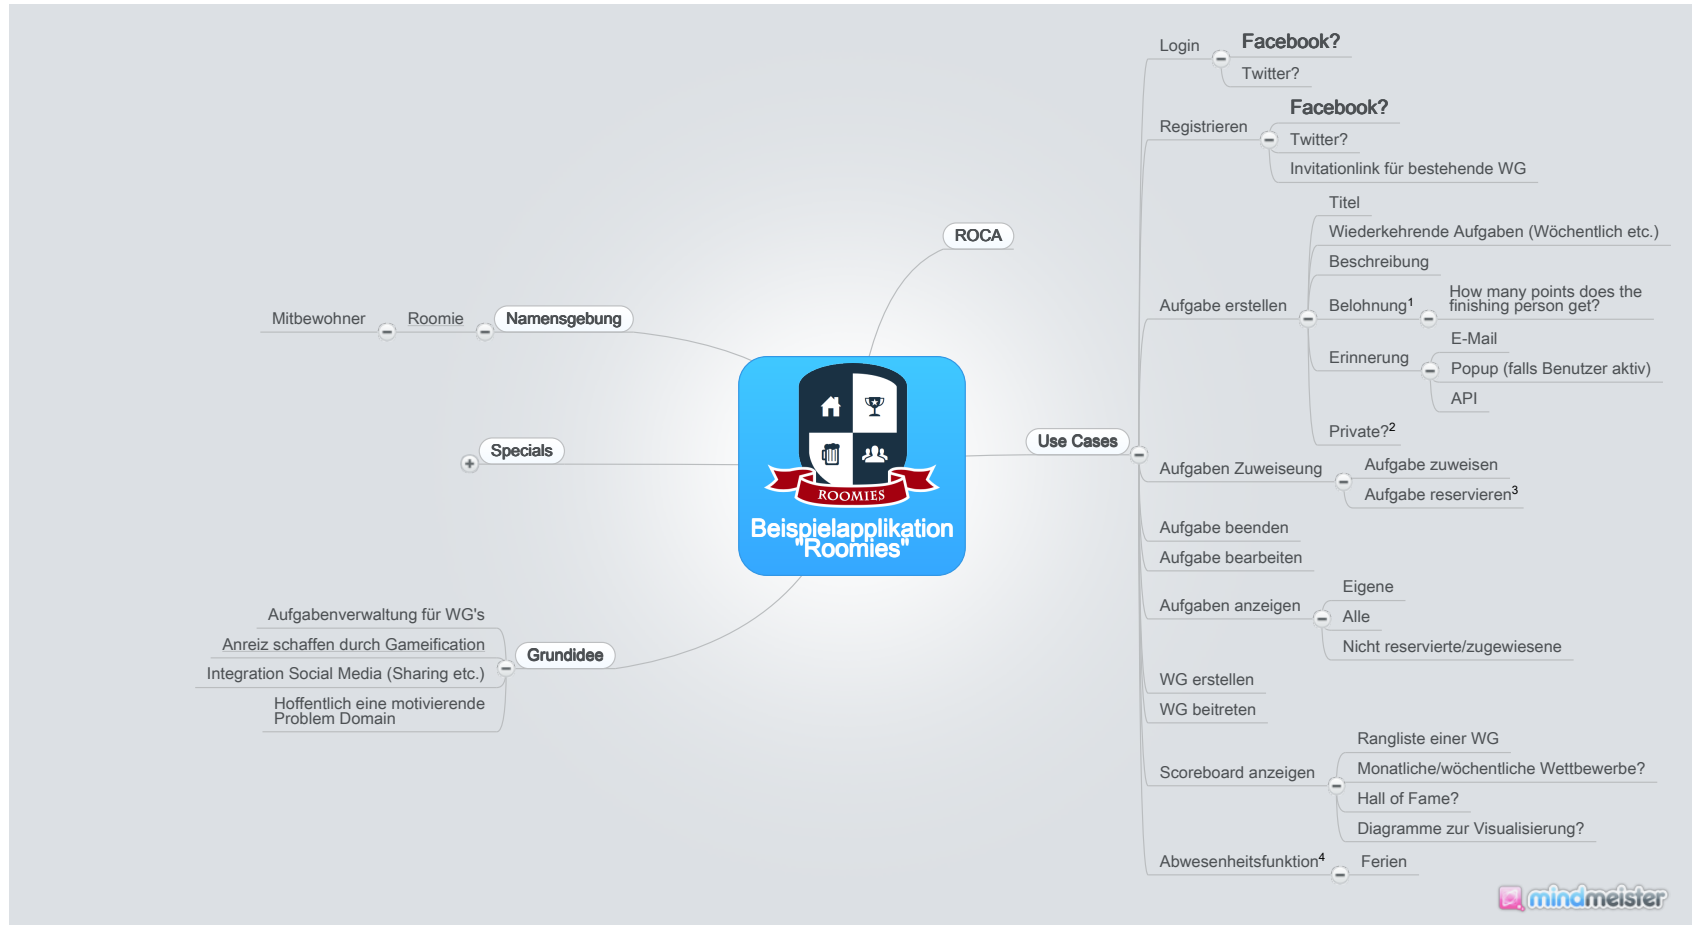 Login
Facebook?
Twitter?
Registrieren
Facebook?
Twitter?
Invitationlink für bestehende WG
Aufgabe erstellen
Titel
Wiederkehrende Aufgaben (Wöchentlich etc.)
Beschreibung
Belohnung1
How many points does the
finishing person get?
Erinnerung
E-Mail
Popup (falls Benutzer aktiv)
API
Private?2
Use Cases
Aufgaben Zuweiseung
Aufgabe zuweisen
Aufgabe reservieren3
Aufgabe beenden
Aufgabe bearbeiten
Aufgaben anzeigen
Eigene
Alle
Nicht reservierte/zugewiesene
WG erstellen
WG beitreten
Scoreboard anzeigen
Rangliste einer WG
Monatliche/wöchentliche Wettbewerbe?
Hall of Fame?
Diagramme zur Visualisierung?
Abwesenheitsfunktion4
Ferien
ROCA
Namensgebung
Roomie
Mitbewohner
Specials
ROOMIES
Beispielapplikation
"Roomies"
Grundidee
Aufgabenverwaltung für WG's
Anreiz schaffen durch Gameification
Integration Social Media (Sharing etc.)
Hoffentlich eine motivierende
Problem Domain
mindmeister